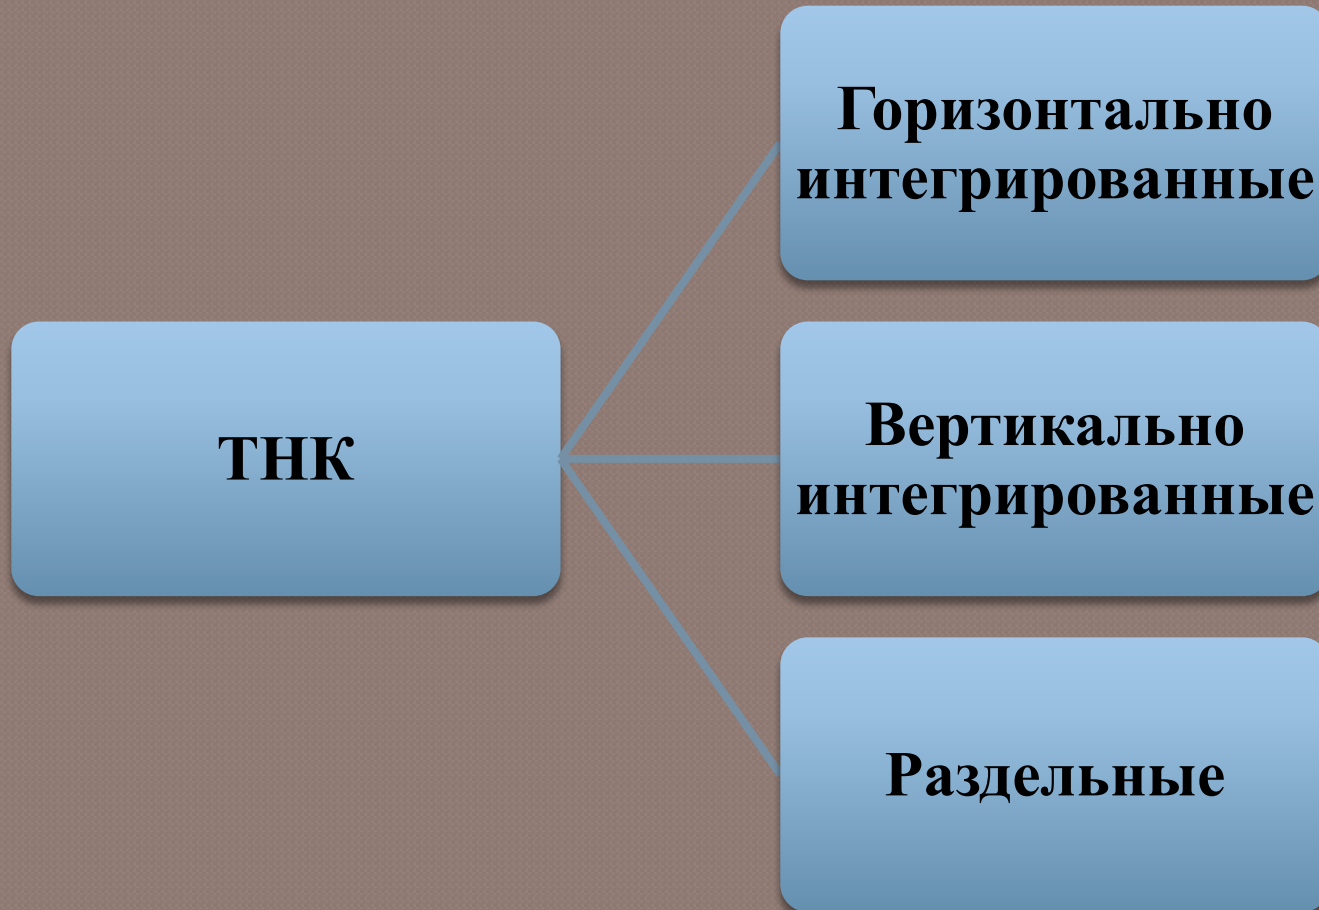 Горизонтально
интегрированные
ТНК
Вертикально
интегрированные
Раздельные